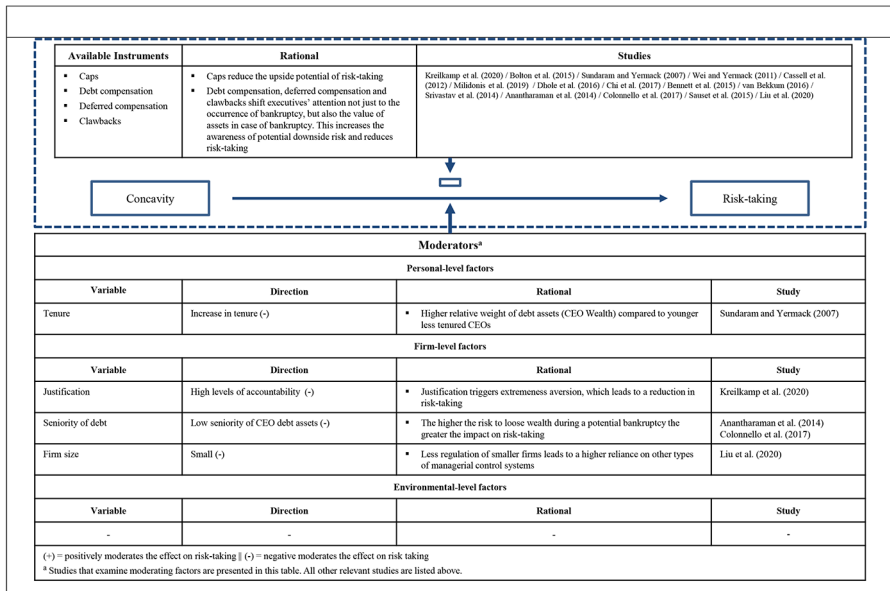 Available Instruments Rational Studies
▪ Caps
▪ Debt compensation
▪ Deferred compensation
▪ Clawbacks
▪ Caps reduce the upside potential of risk-taking
▪ Debt compensation, deferred compensation and
clawbacks shift executives' attention not just to the
occurrence of bankruptcy, but also the value of
assets in case of bankruptcy. This increases the
awareness of potential downside risk and reduces
risk-taking
Kreilkamp et al. (2020) / Bolton et al. (2015) / Sundaram and Yermack (2007) / Wei and Yermack (2011) / Cassell et al.
(2012) / Milidonis et al. (2019) / Dhole et al. (2016) / Chi et al. (2017) / Bennett et al. (2015) / van Bekkum (2016) /
Srivastav et al. (2014) / Anantharaman et al. (2014) / Colonnello et al. (2017) / Sauset et al. (2015) / Liu et al. (2020)
Concavity Risk-taking
Moderatorsᵃ
Personal-level factors
Variable Direction Rational Study
Tenure Increase in tenure (-) ▪ Higher relative weight of debt assets (CEO Wealth) compared to younger Sundaram and Yermack (2007)
less tenured CEOs
Firm-level factors
Variable Direction Rational Study
Justification High levels of accountability (-) ▪ Justification triggers extremeness aversion, which leads to a reduction in Kreilkamp et al. (2020)
risk-taking
Seniority of debt Low seniority of CEO debt assets (-) ▪ The higher the risk to loose wealth during a potential bankruptcy the Anantharaman et al. (2014)
greater the impact on risk-taking Colonnello et al. (2017)
Firm size Small (-) ▪ Less regulation of smaller firms leads to a higher reliance on other types Liu et al. (2020)
of managerial control systems
Environmental-level factors
Variable Direction Rational Study
- - - -
(+) = positively moderates the effect on risk-taking || (-) = negative moderates the effect on risk taking
ᵃ Studies that examine moderating factors are presented in this table. All other relevant studies are listed above.